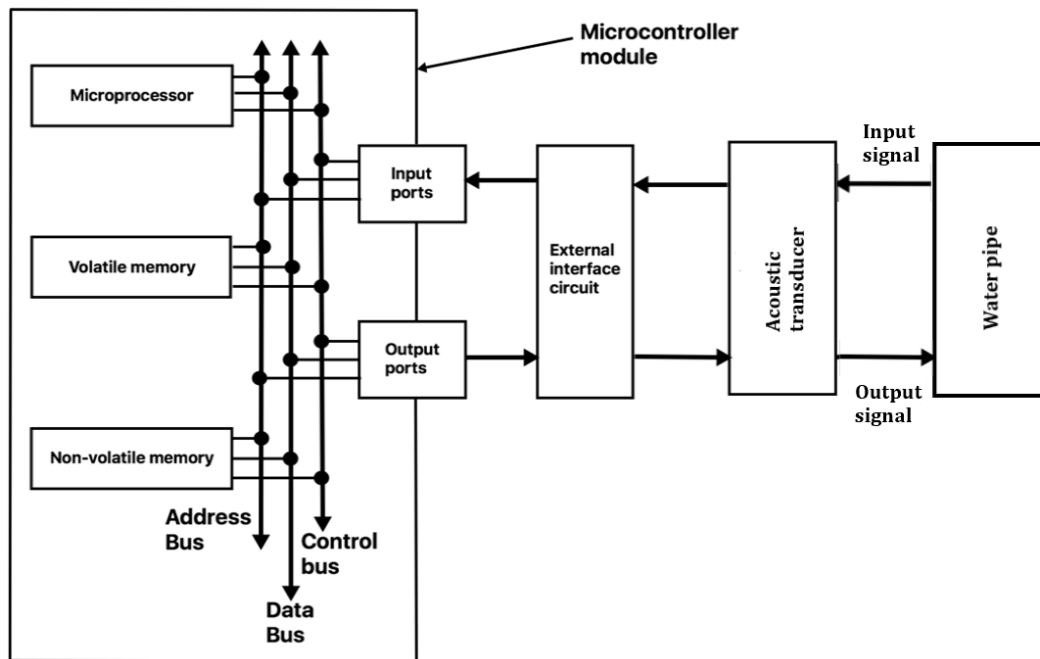 Microcontroller
module
Microprocessor
Input
ports
Input
signal
Volatile memory
External
interface
circuit
Acoustic
transducer
Water pipe
Output
ports
Output
signal
Non-volatile memory
Address
Bus
Control
bus
Data
Bus